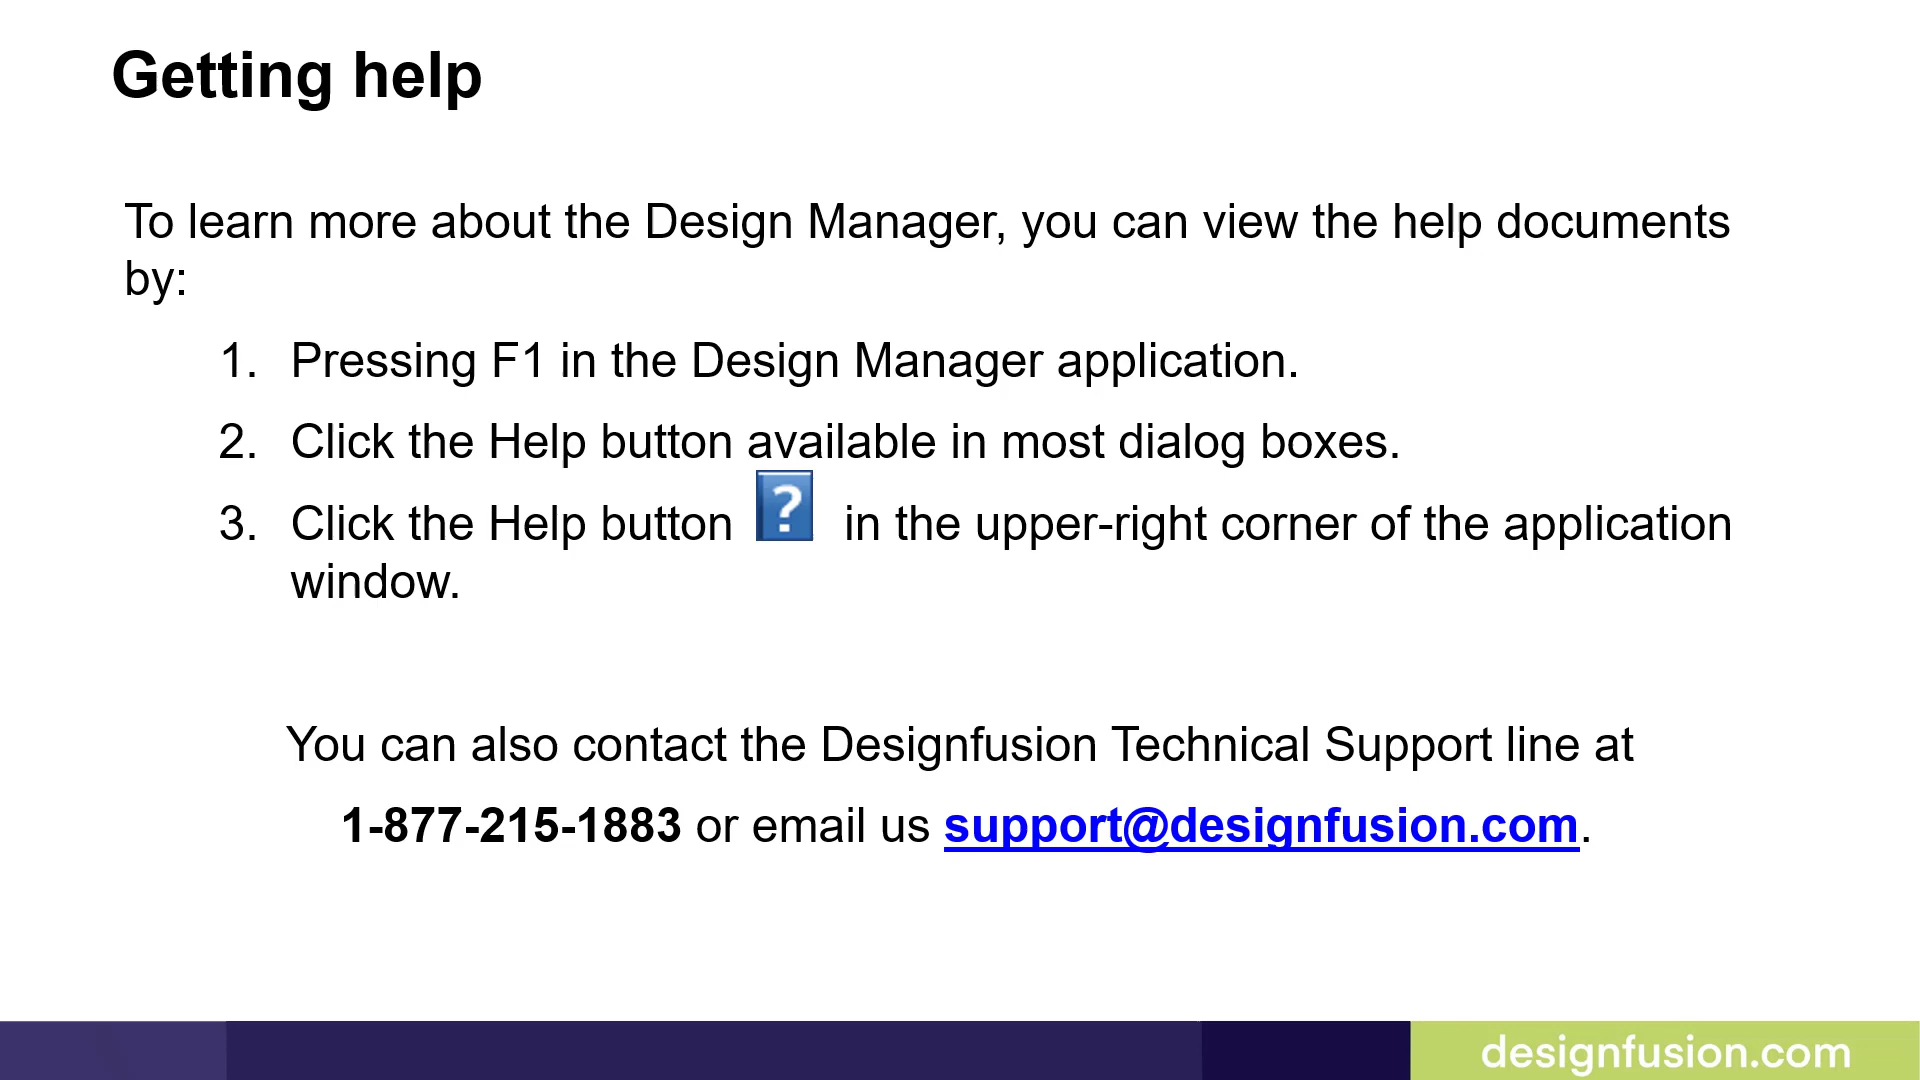 Getting help
To learn more about the Design Manager, you can view the help documents
by:
1. Pressing F1 in the Design Manager application.
2. Click the Help button available in most dialog boxes.
3. Click the Help button ? in the upper-right corner of the application
window.
You can also contact the Designfusion Technical Support line at
1-877-215-1883 or email us support@designfusion.com.
designfusion.com